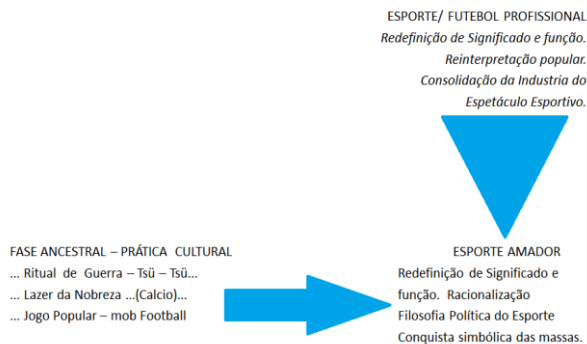 ESPORTE/ FUTEBOL PROFISSIONAL
Redefinição de Significado e função.
Reinterpretação popular.
Consolidação da Industria do
Espetáculo Esportivo.
FASE ANCESTRAL – PRÁTICA CULTURAL
... Ritual de Guerra – Tsü – Tsü...
... Lazer da Nobreza ...(Calcio)...
... Jogo Popular – mob Football
ESPORTE AMADOR
Redefinição de Significado e
função. Racionalização
Filosofia Política do Esporte
Conquista simbólica das massas.